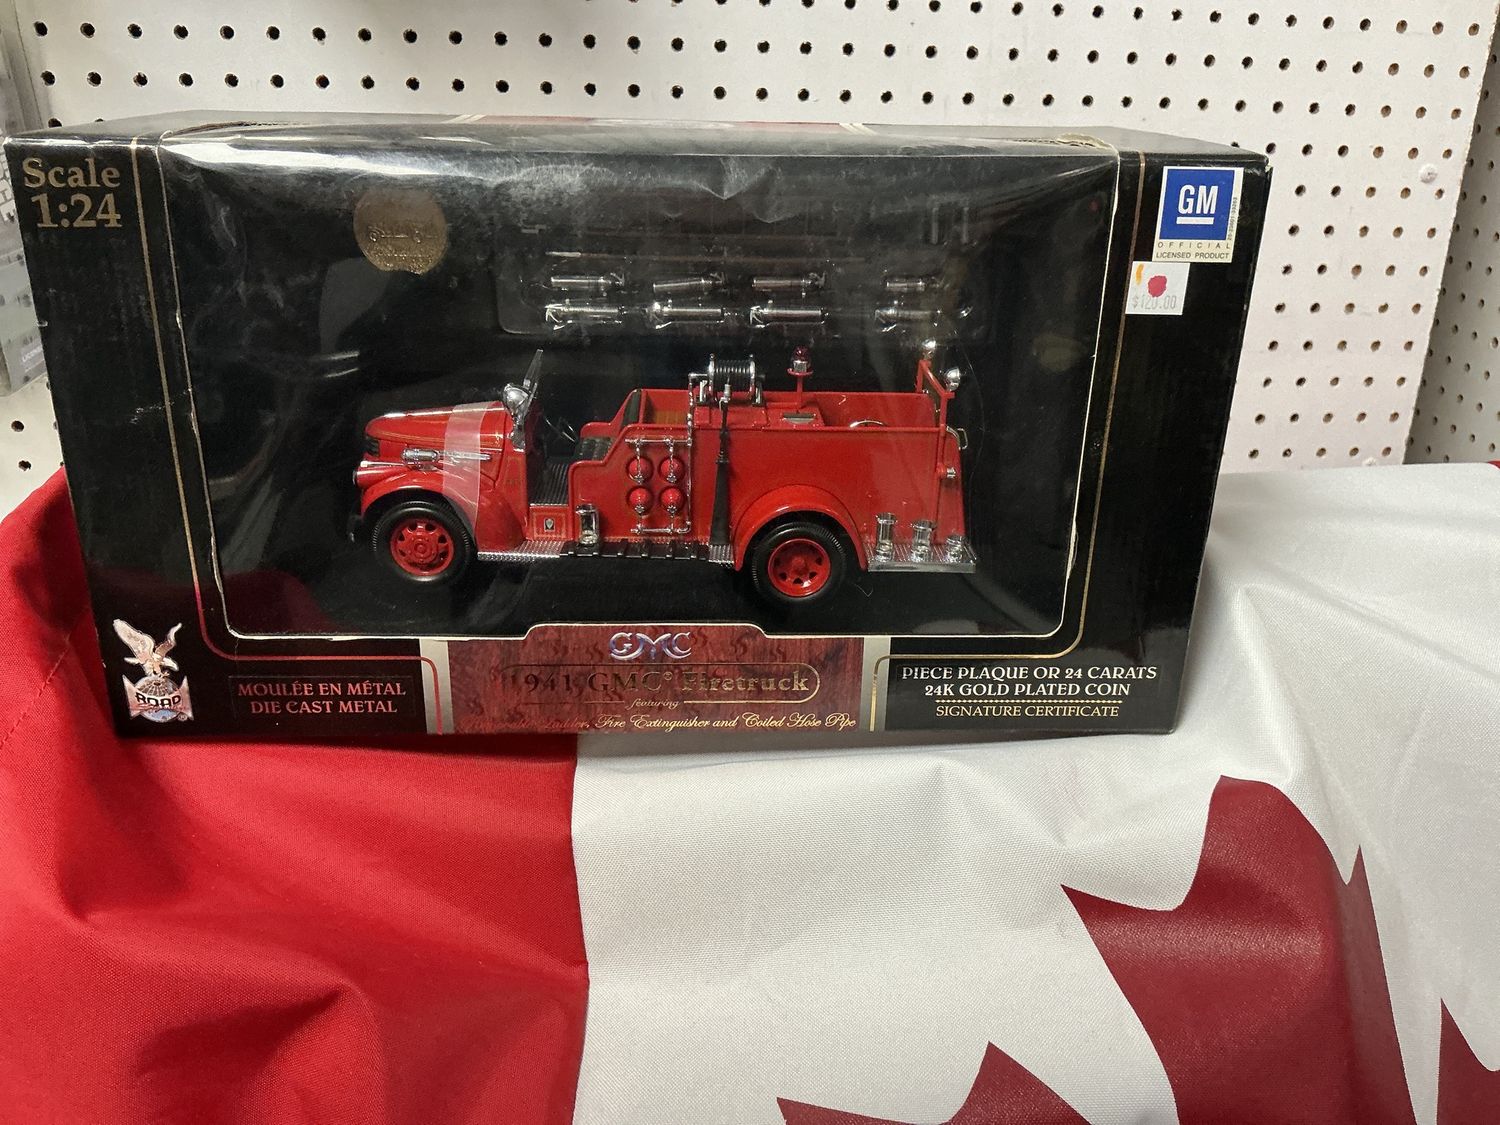 Scale
1:24
GM
OFFICIAL
LICENSED PRODUCT
$120.00
ROAD
MOULÉE EN MÉTAL
DIE CAST METAL
GMC
1941 GMC® Firetruck
featuring
Ladder, Fire Extinguisher and Coiled Hose Pipe
PIECE PLAQUE OR 24 CARATS
24K GOLD PLATED COIN
SIGNATURE CERTIFICATE